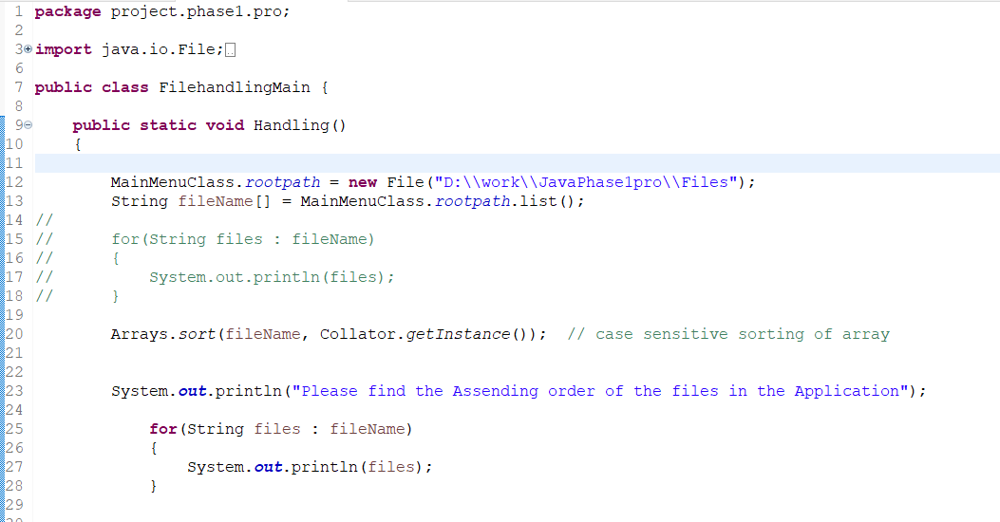 1 package project.phase1.pro;
2
3 import java.io.File;
6
7 public class FilehandlingMain {
8
9 public static void Handling()
10 {
11
12 MainMenuClass.rootpath = new File("D:\\work\\JavaPhase1pro\\Files");
13 String fileName[] = MainMenuClass.rootpath.list();
14 //
15 // for(String files : fileName)
16 // {
17 // System.out.println(files);
18 // }
19
20 Arrays.sort(fileName, Collator.getInstance()); // case sensitive sorting of array
21
22
23 System.out.println("Please find the Assending order of the files in the Application");
24
25 for(String files : fileName)
26 {
27 System.out.println(files);
28 }
29